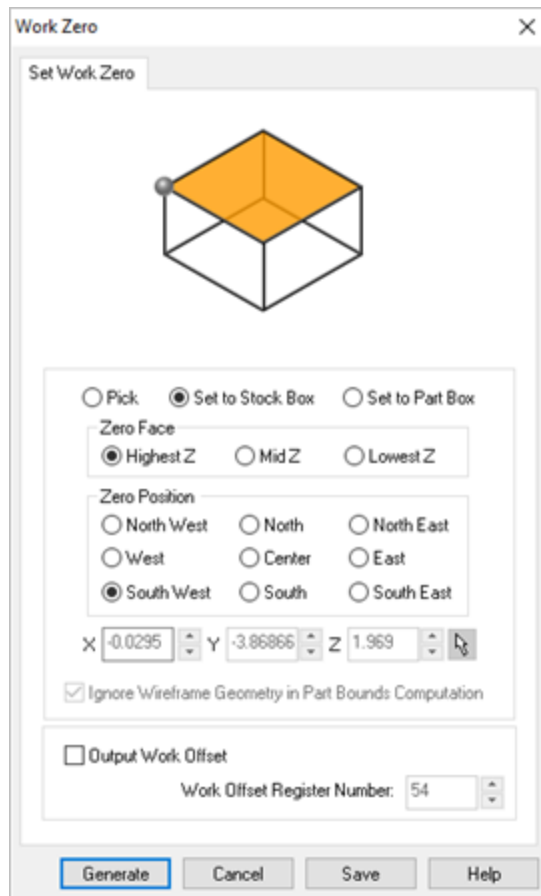 Work Zero
Set Work Zero
Pick Set to Stock Box Set to Part Box
Zero Face
Highest Z Mid Z Lowest Z
Zero Position
North West North North East
West Center East
South West South South East
X -0.0295 Y -3.86866 Z 1.969
Ignore Wireframe Geometry in Part Bounds Computation
Output Work Offset
Work Offset Register Number: 54
Generate Cancel Save Help